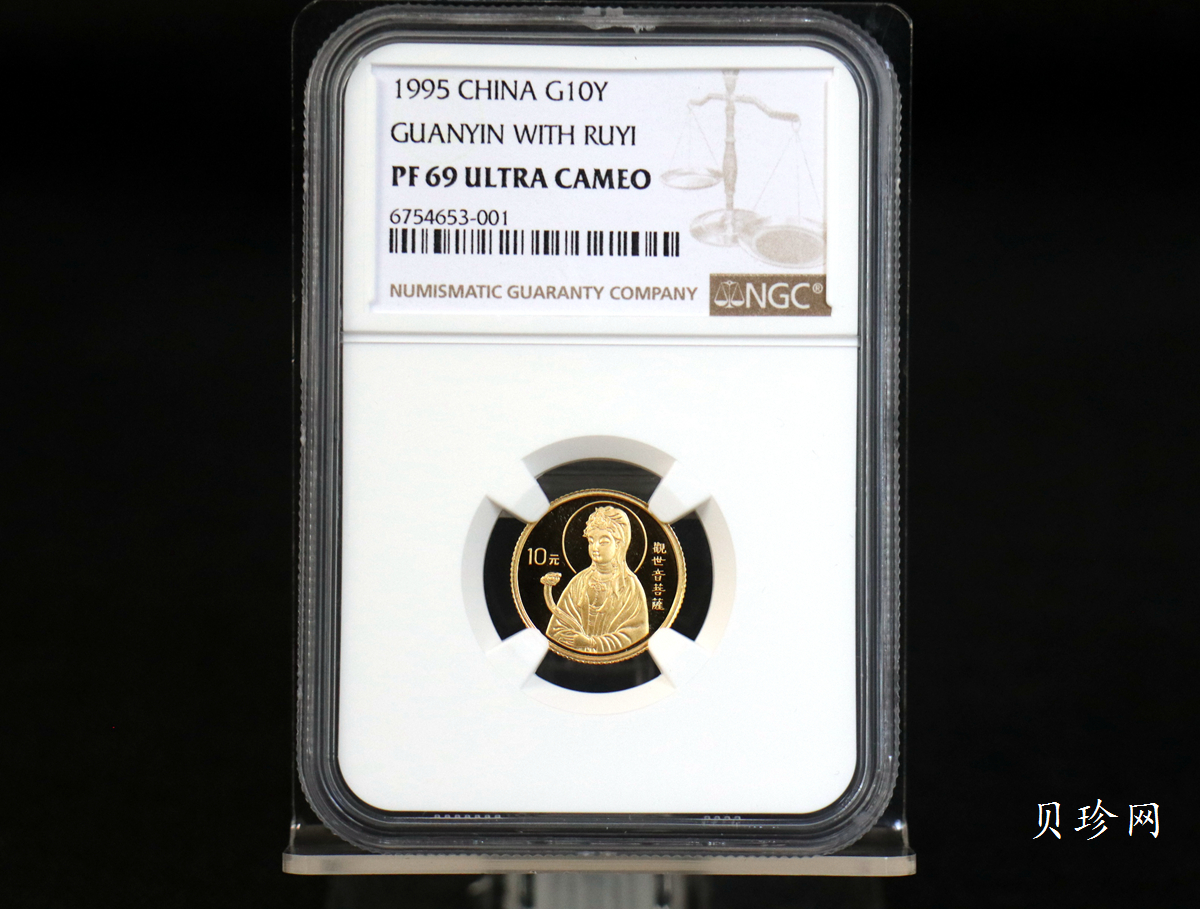 1995 CHINA G10Y
GUANYIN WITH RUYI
PF 69 ULTRA CAMEO
6754653-001
NUMISMATIC GUARANTY COMPANY
NGC®
10元
觀世音菩薩
贝珍网